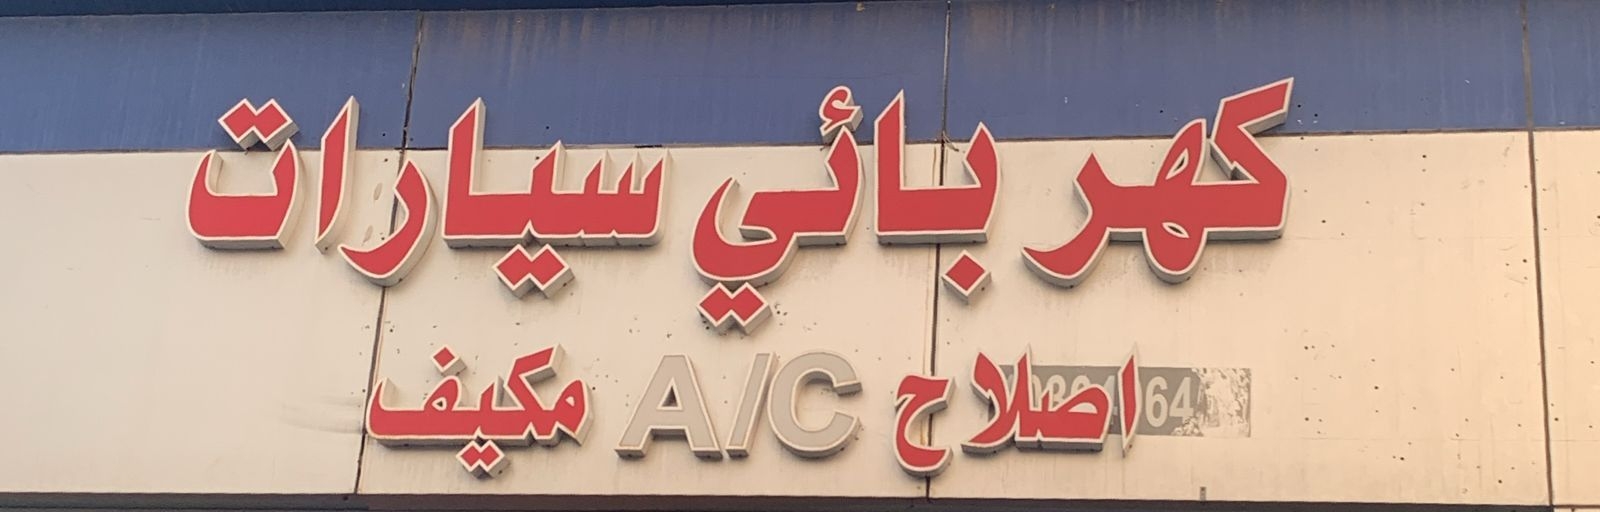 كهربائي سيارات
اصلاح A/C مكيف